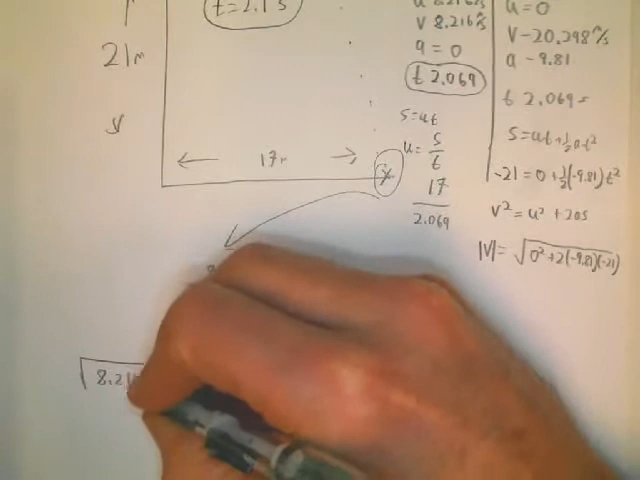 t=2.1s
21m
17m
8.21
u 8.216
v 8.216 m/s
a = 0
t 2.069
s=ut
u= s/t
17
2.069
u=0
v-20.298 m/s
a -9.81
t 2.069s
s=ut+½at²
-21=0+½(-9.81)t²
v²=u²+2as
|V|= √0²+2(-9.81)(-21)